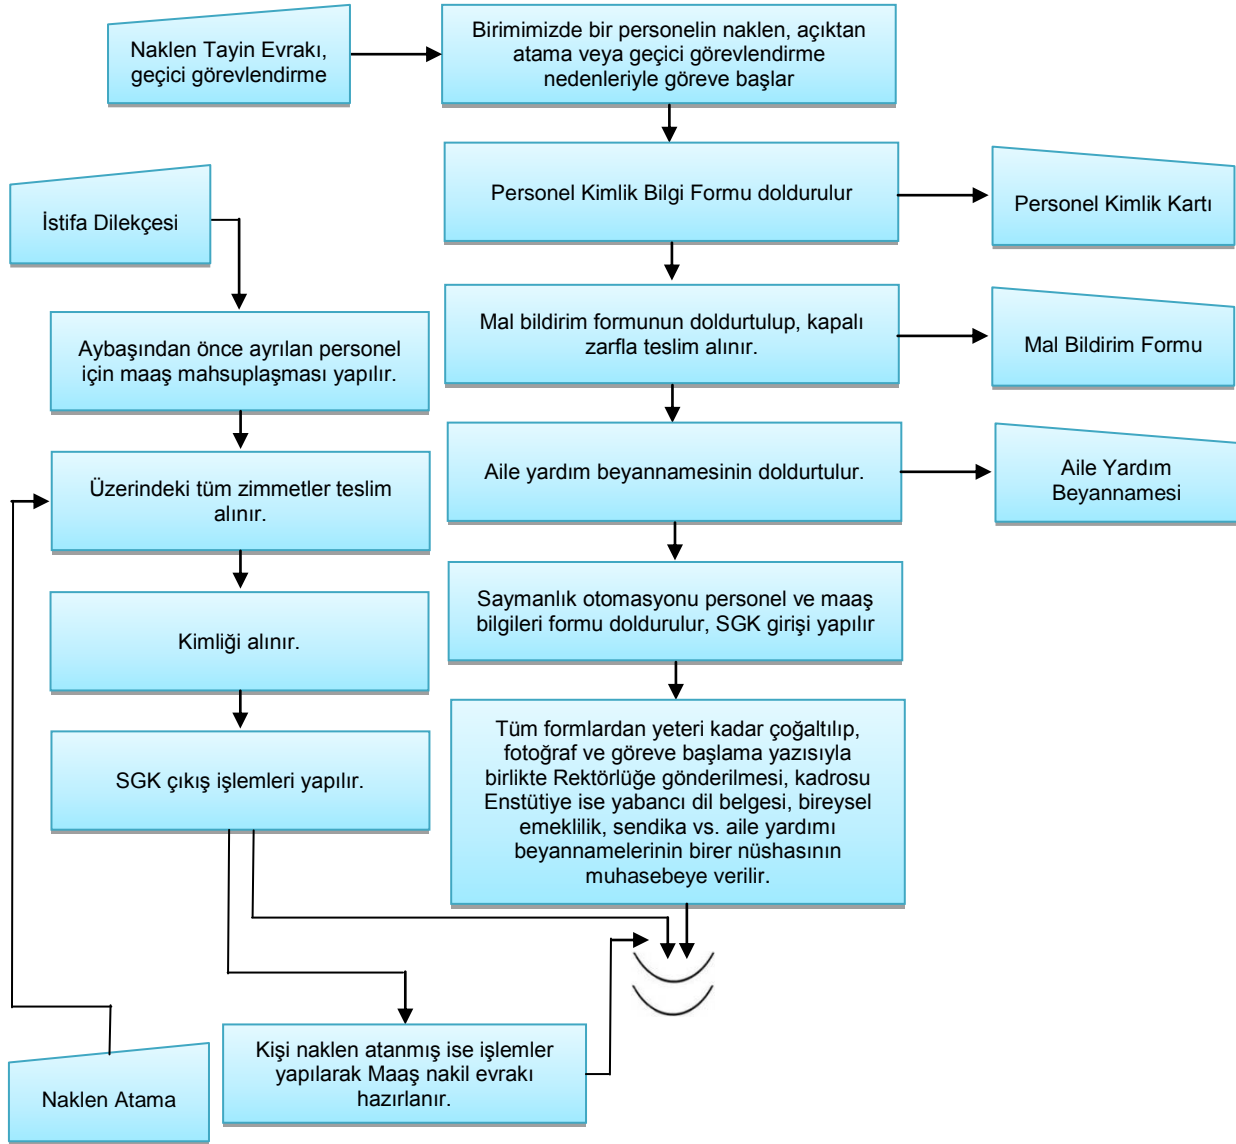 Naklen Tayin Evrakı,
geçici görevlendirme
Birimimizde bir personelin naklen, açıktan
atama veya geçici görevlendirme
nedenleriyle göreve başlar
Personel Kimlik Bilgi Formu doldurulur
Personel Kimlik Kartı
İstifa Dilekçesi
Mal bildirim formunun doldurtulup, kapalı
zarfla teslim alınır.
Mal Bildirim Formu
Aybaşından önce ayrılan personel
için maaş mahsuplaşması yapılır.
Aile yardım beyannamesinin doldurtulur.
Aile Yardım
Beyannamesi
Üzerindeki tüm zimmetler teslim
alınır.
Saymanlık otomasyonu personel ve maaş
bilgileri formu doldurulur, SGK girişi yapılır
Kimliği alınır.
Tüm formlardan yeteri kadar çoğaltılıp,
fotoğraf ve göreve başlama yazısıyla
birlikte Rektörlüğe gönderilmesi, kadrosu
Enstütiye ise yabancı dil belgesi, bireysel
emeklilik, sendika vs. aile yardımı
beyannamelerinin birer nüshasının
muhasebeye verilir.
SGK çıkış işlemleri yapılır.
Kişi naklen atanmış ise işlemler
yapılarak Maaş nakil evrakı
hazırlanır.
Naklen Atama